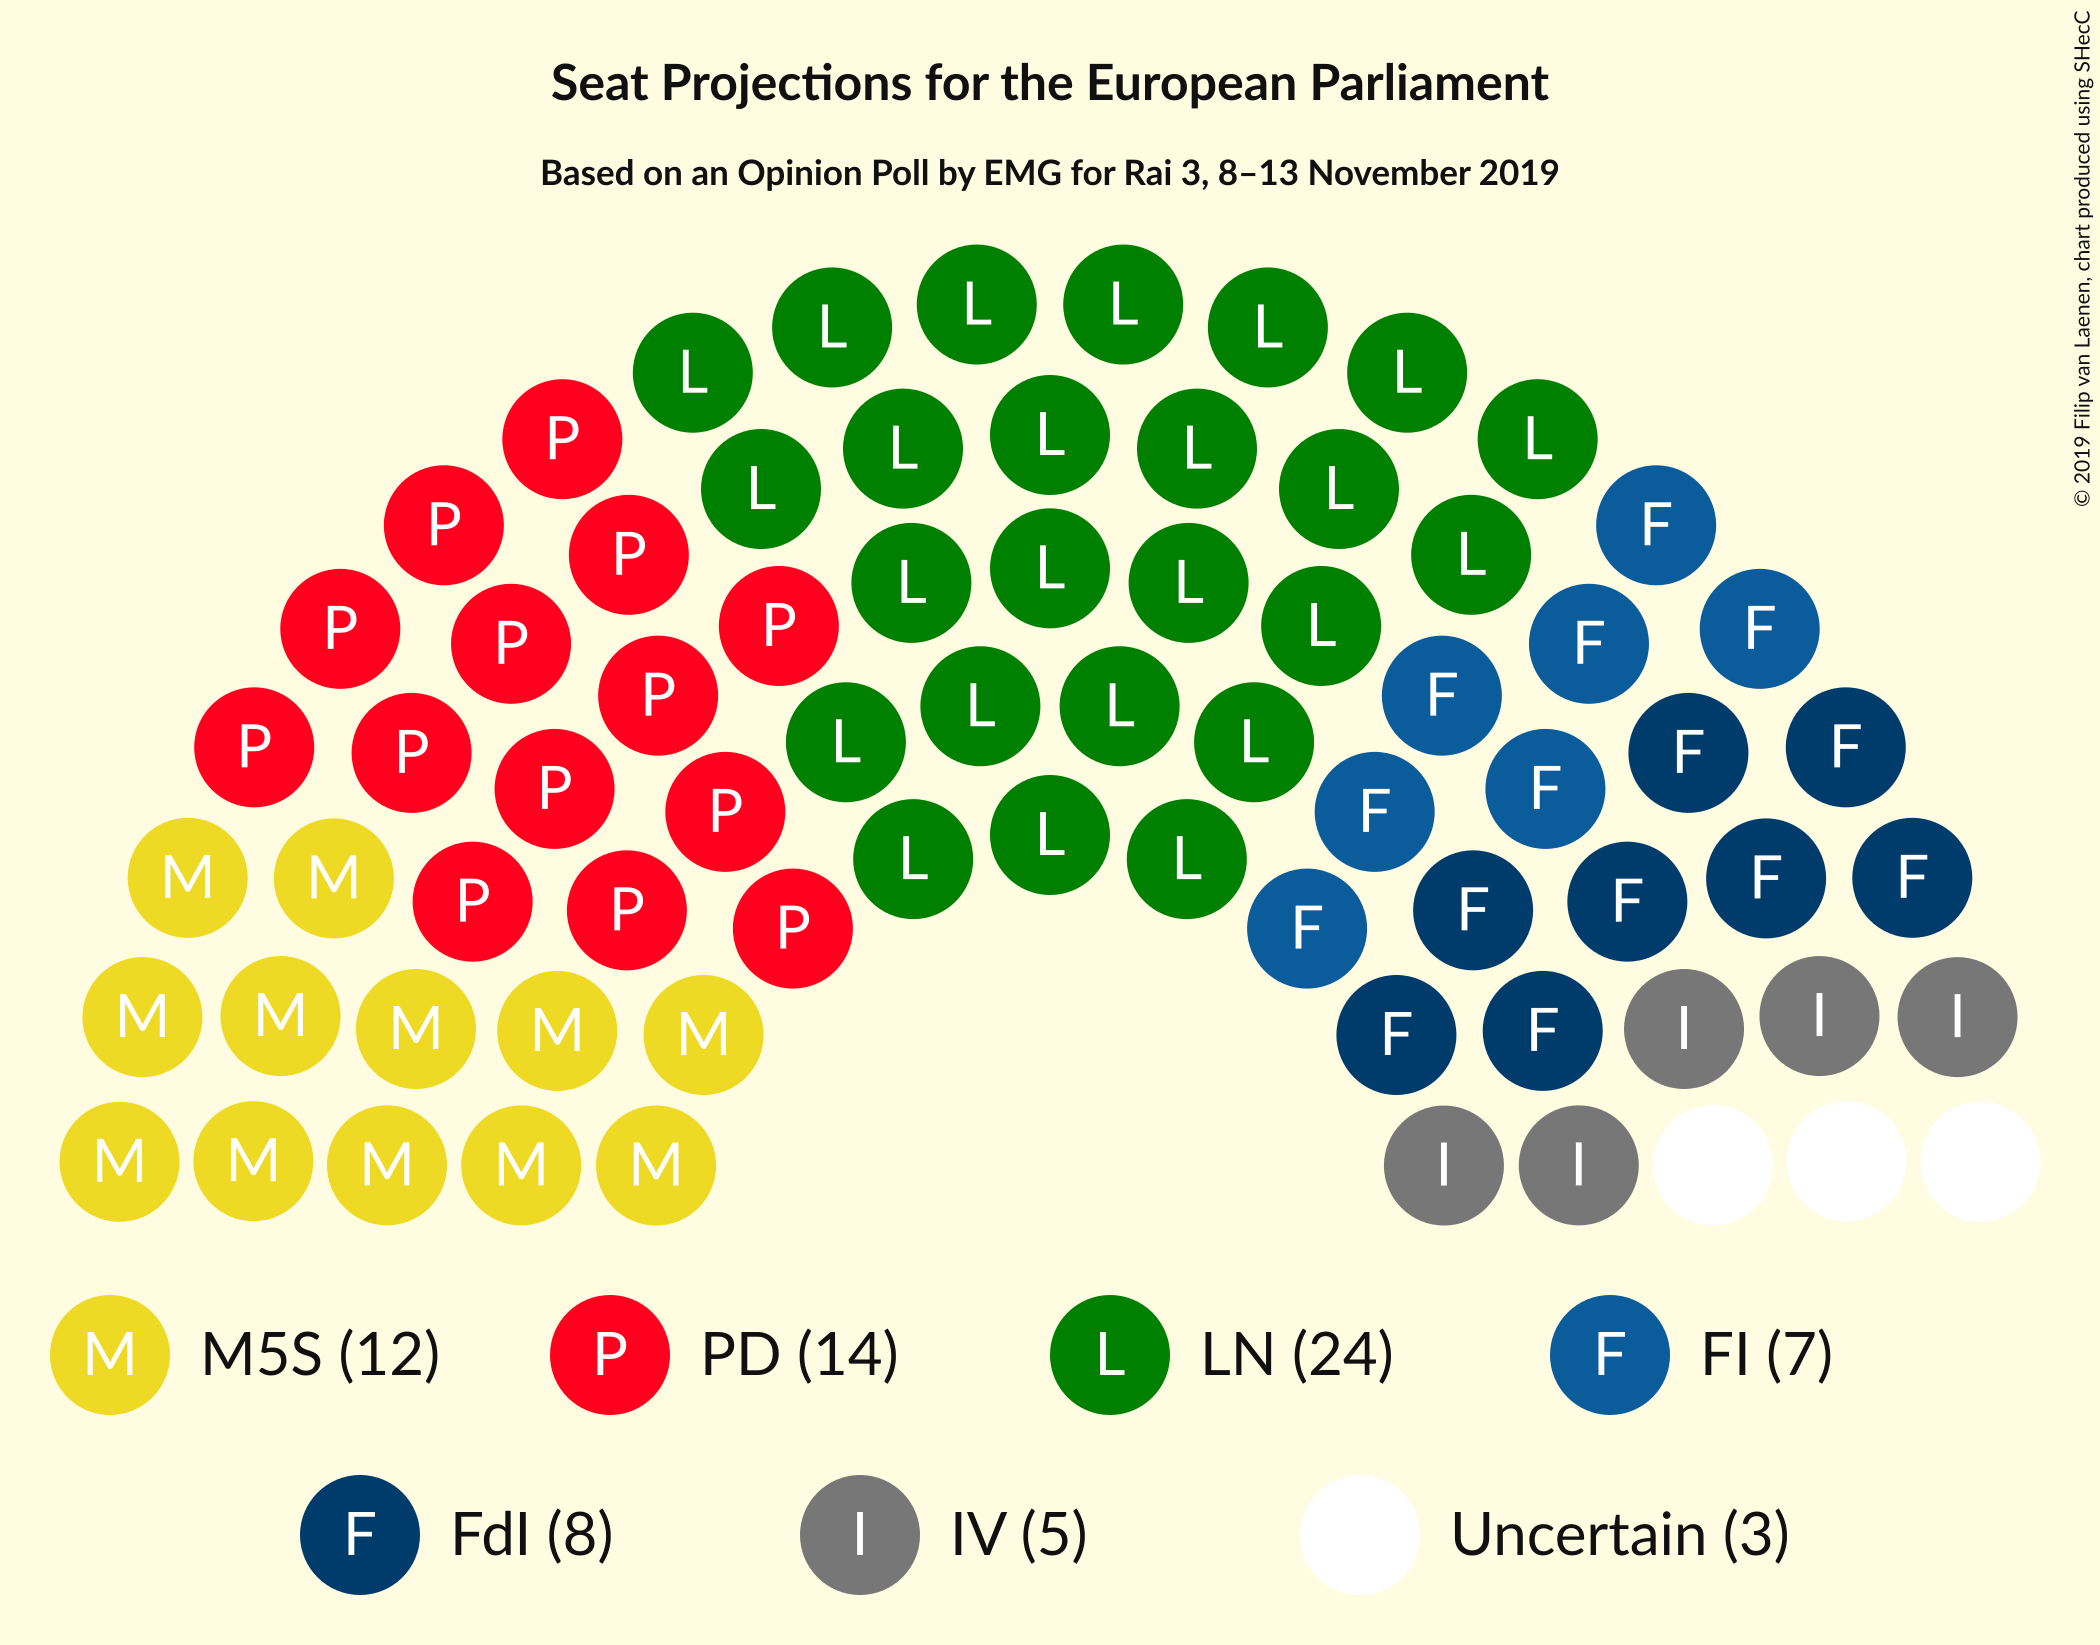 Seat Projections for the European Parliament
Based on an Opinion Poll by EMG for Rai 3, 8–13 November 2019
© 2019 Filip van Laenen, chart produced using SHecC
L L L L
L L
P L L L L
P L L F
P P L L L L L F
P P L F
P P L L L L F F
P P P L L L F F F F
M M P P P F F F F F
M M M M M F F I I I
M M M M M I I
M M5S (12) P PD (14) L LN (24) F FI (7)
F FdI (8) I IV (5) Uncertain (3)